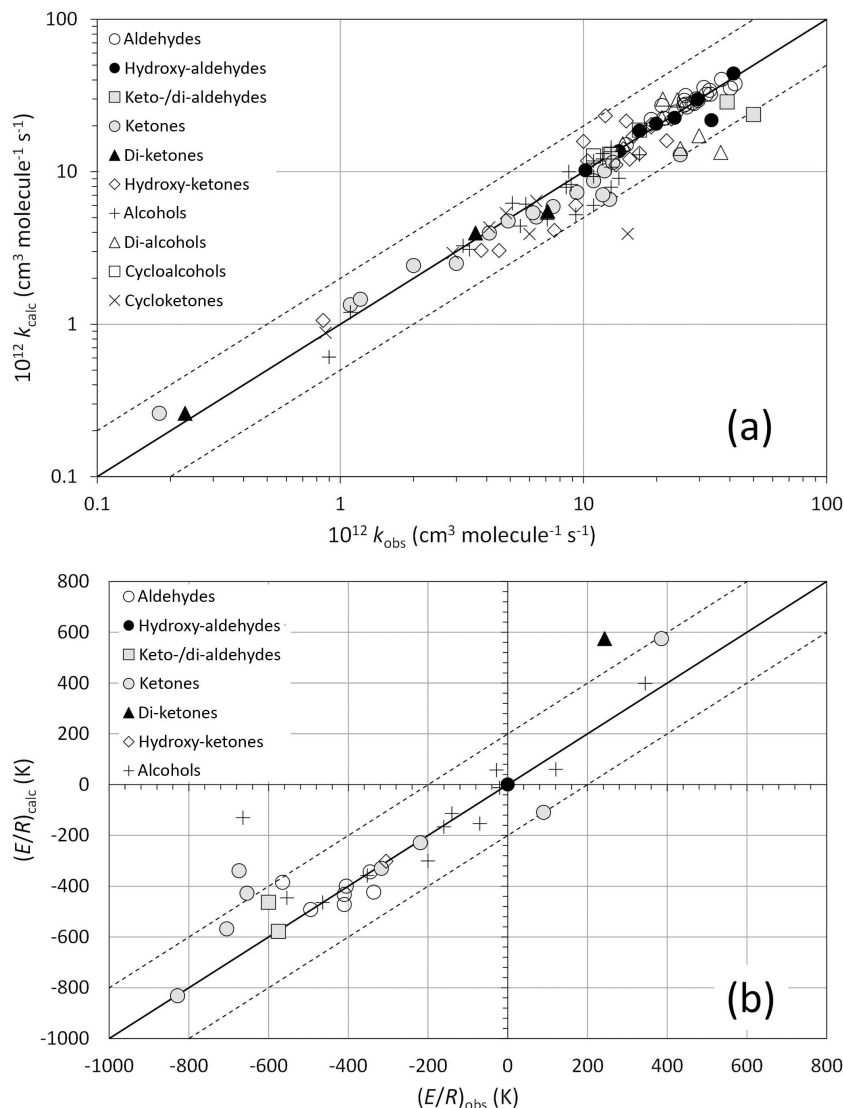 100
10
1
0.1
10¹² k_calc (cm³ molecule⁻¹ s⁻¹)
Aldehydes
Hydroxy-aldehydes
Keto-/di-aldehydes
Ketones
Di-ketones
Hydroxy-ketones
Alcohols
Di-alcohols
Cycloalcohols
Cycloketones
(a)
0.1 1 10 100
10¹² k_obs (cm³ molecule⁻¹ s⁻¹)
800
600
400
200
0
-200
-400
-600
-800
-1000
(E/R)_calc (K)
Aldehydes
Hydroxy-aldehydes
Keto-/di-aldehydes
Ketones
Di-ketones
Hydroxy-ketones
Alcohols
(b)
-1000 -800 -600 -400 -200 0 200 400 600 800
(E/R)_obs (K)